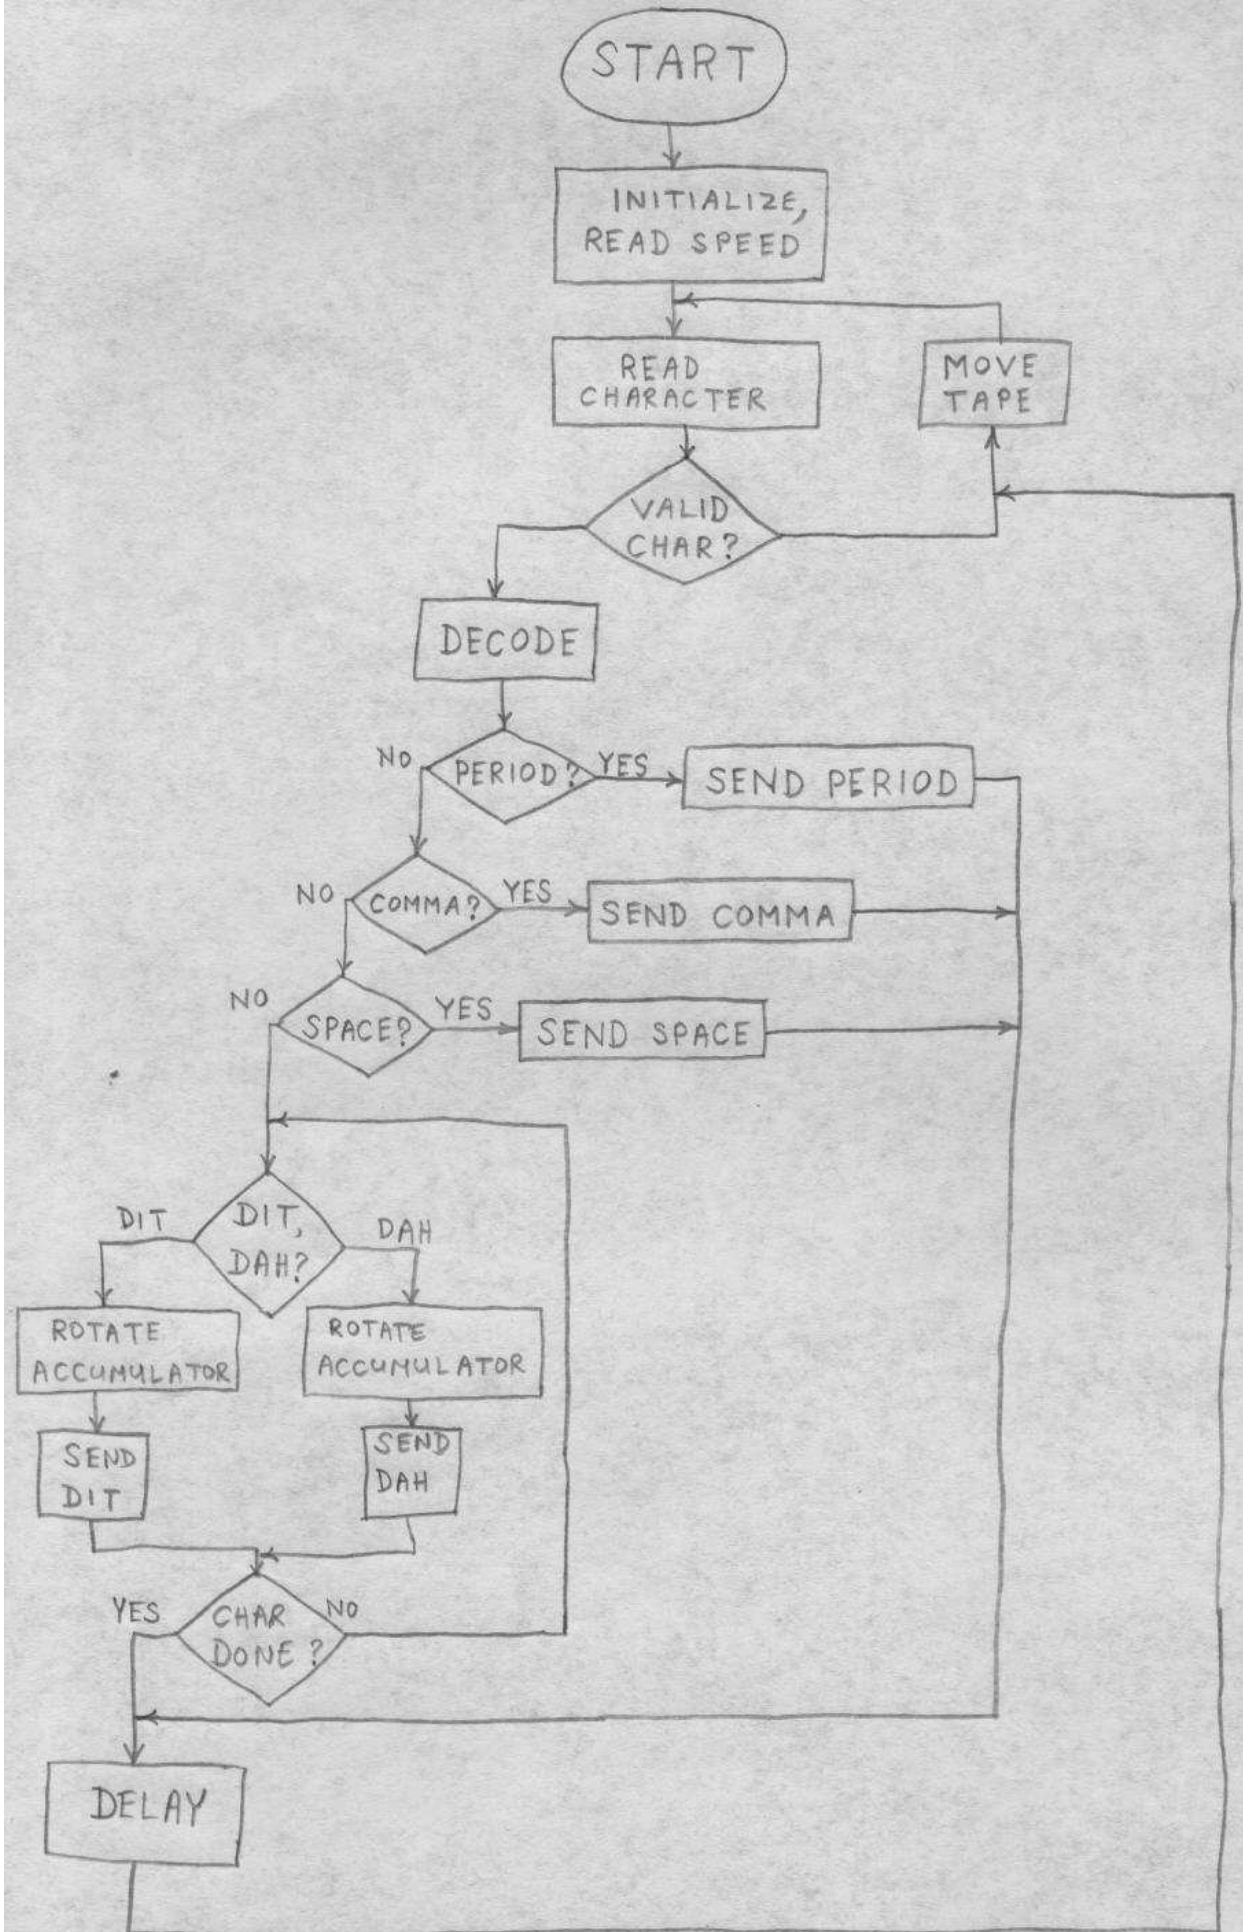 START
INITIALIZE,
READ SPEED
READ
CHARACTER
MOVE
TAPE
VALID
CHAR?
DECODE
NO
PERIOD?
YES
SEND PERIOD
NO
COMMA?
YES
SEND COMMA
NO
SPACE?
YES
SEND SPACE
DIT
DIT,
DAH?
DAH
ROTATE
ACCUMULATOR
ROTATE
ACCUMULATOR
SEND
DIT
SEND
DAH
YES
CHAR
DONE?
NO
DELAY